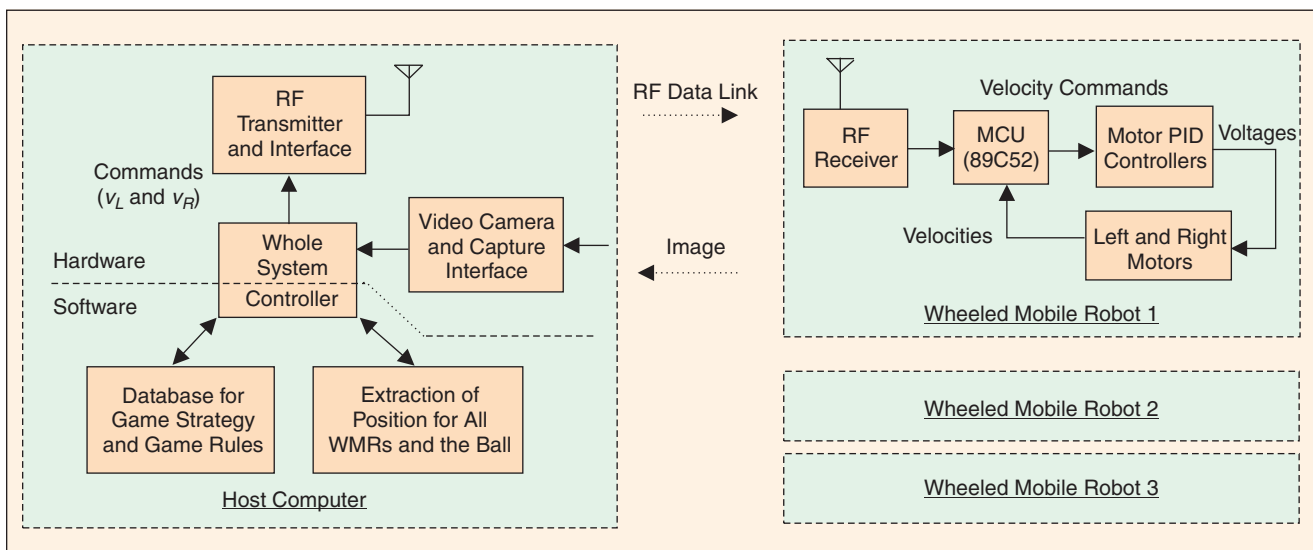 RF
Transmitter
and Interface
Commands
(vL and vR)
Whole
System
Controller
Video Camera
and Capture
Interface
Hardware
Software
Database for
Game Strategy
and Game Rules
Extraction of
Position for All
WMRs and the Ball
Host Computer
RF Data Link
Image
Velocity Commands
RF
Receiver
MCU
(89C52)
Motor PID
Controllers
Voltages
Velocities
Left and Right
Motors
Wheeled Mobile Robot 1
Wheeled Mobile Robot 2
Wheeled Mobile Robot 3